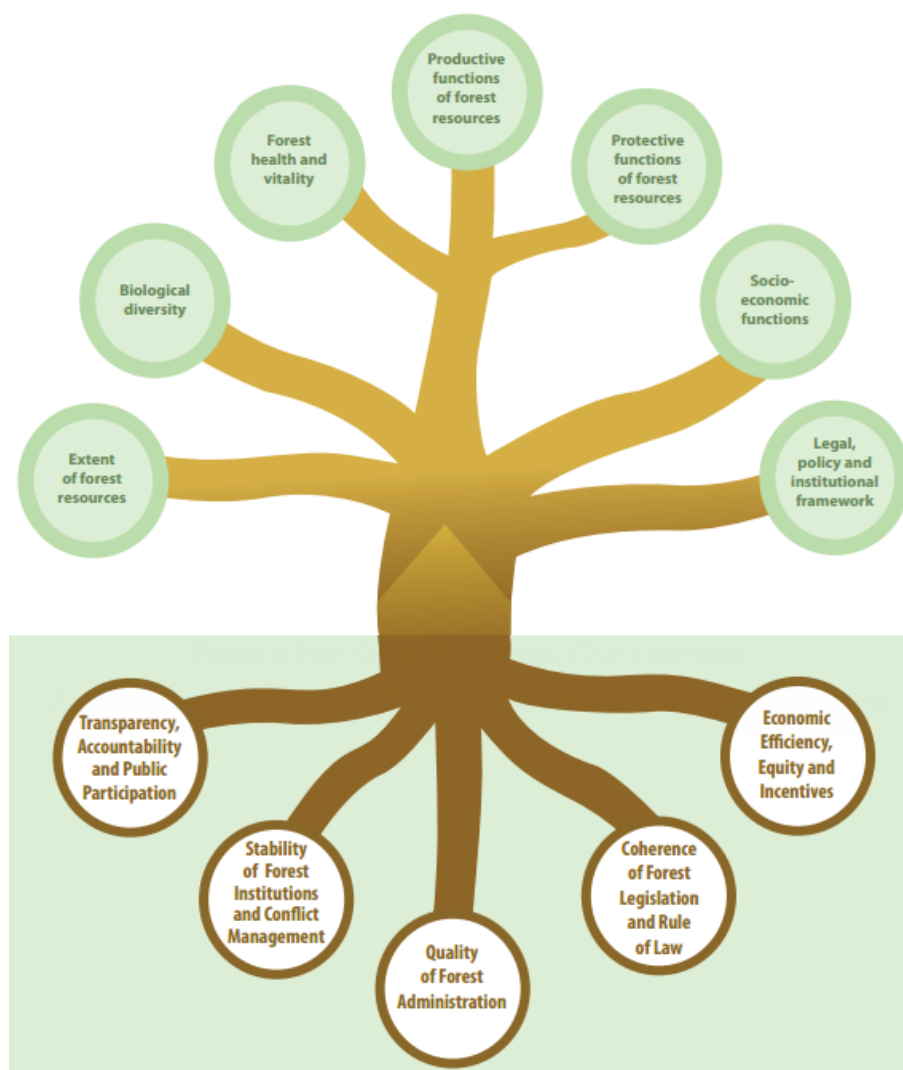 Productive
functions
of forest
resources
Forest
health and
vitality
Protective
functions
of forest
resources
Biological
diversity
Socio-
economic
functions
Extent
of forest
resources
Legal,
policy and
institutional
framework
Transparency,
Accountability
and Public
Participation
Economic
Efficiency,
Equity and
Incentives
Stability
of Forest
Institutions
and Conflict
Management
Coherence
of Forest
Legislation
and Rule
of Law
Quality
of Forest
Administration